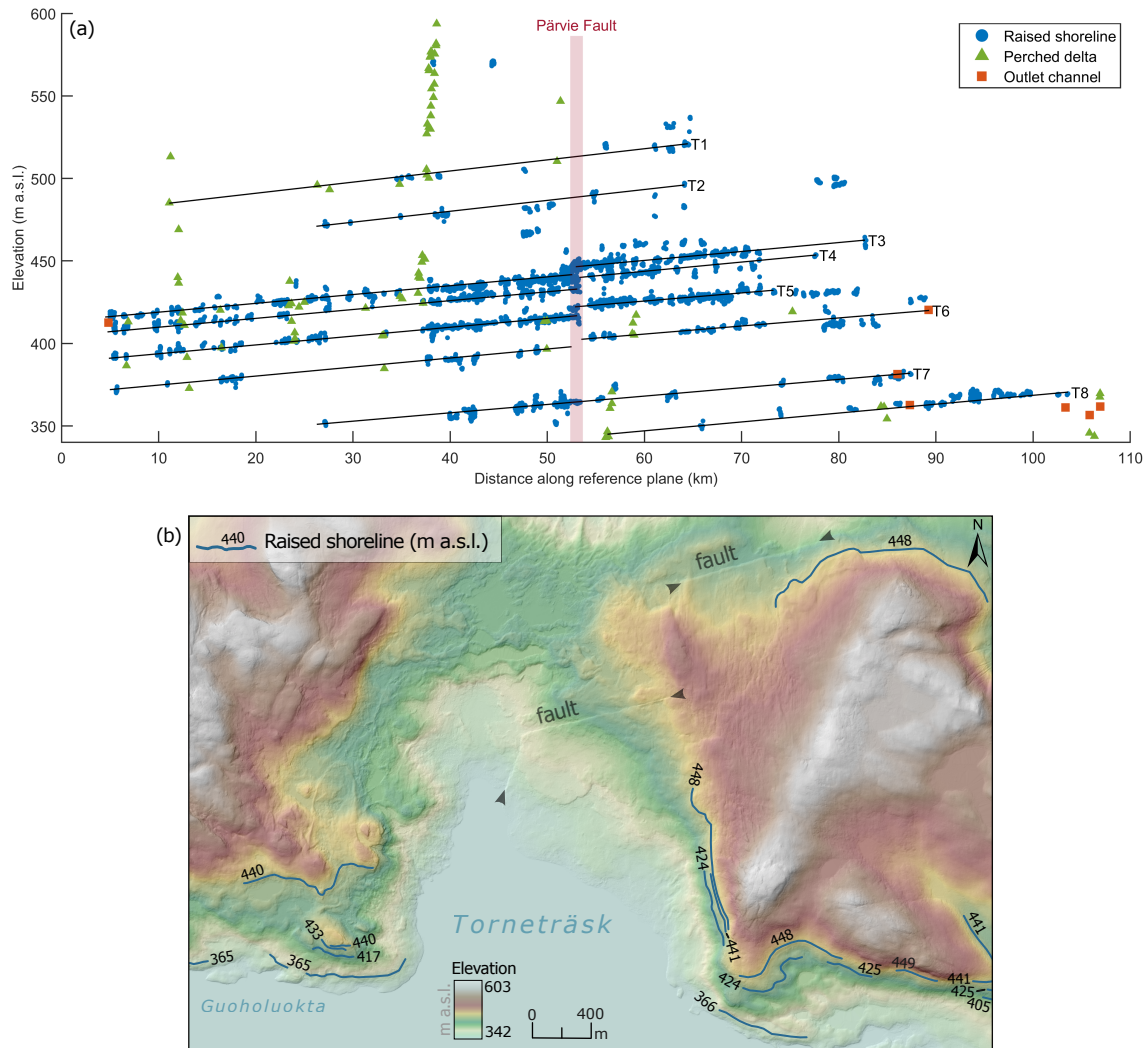 (a)
Pärvie Fault
Raised shoreline
Perched delta
Outlet channel
Elevation (m a.s.l.)
600
550
500
450
400
350
T1
T2
T3
T4
T5
T6
T7
T8
0 10 20 30 40 50 60 70 80 90 100 110
Distance along reference plane (km)
(b)
440 Raised shoreline (m a.s.l.)
N
fault
448
fault
448
440
424
433
440
417
441
448
441
365
365
424
425
449
441
425
405
366
Torneträsk
Guoholuokta
Elevation
m a.s.l.
603
342
0 400
m